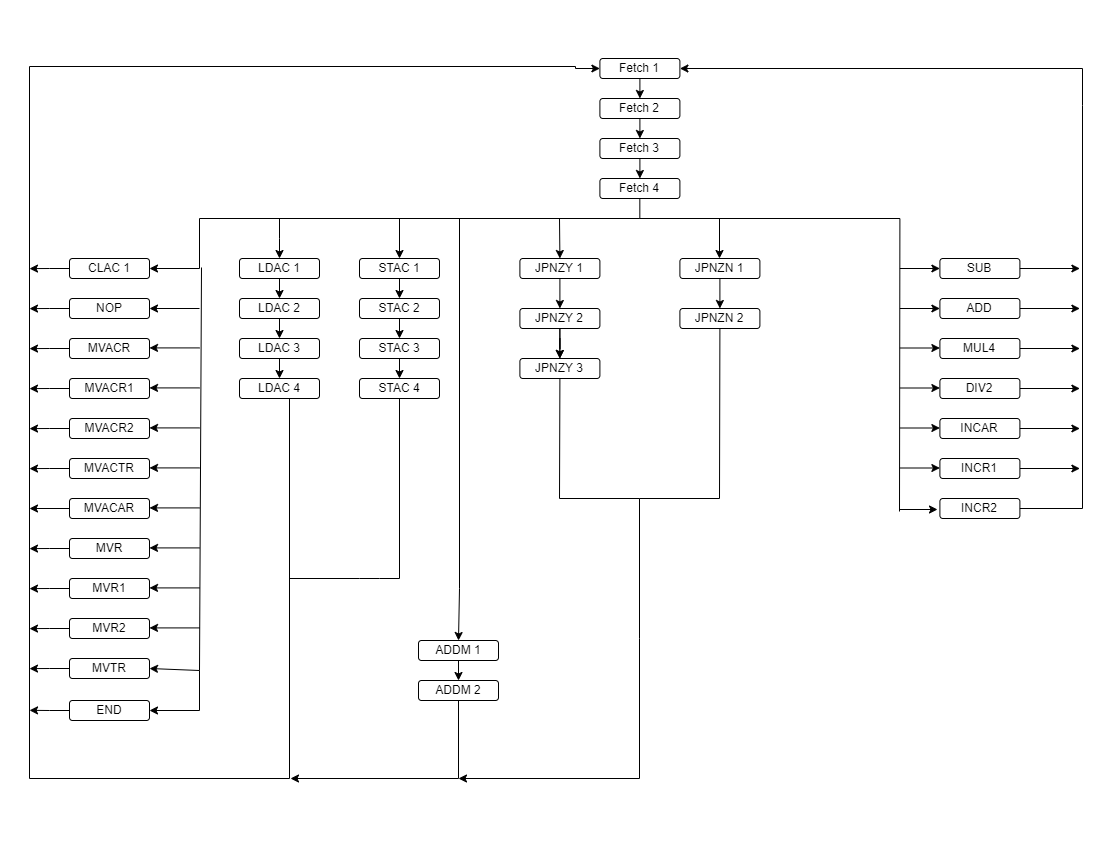 Fetch 1
Fetch 2
Fetch 3
Fetch 4
CLAC 1
NOP
MVACR
MVACR1
MVACR2
MVACTR
MVACAR
MVR
MVR1
MVR2
MVTR
END
LDAC 1
LDAC 2
LDAC 3
LDAC 4
STAC 1
STAC 2
STAC 3
STAC 4
ADDM 1
ADDM 2
JPNZY 1
JPNZY 2
JPNZY 3
JPNZN 1
JPNZN 2
SUB
ADD
MUL4
DIV2
INCAR
INCR1
INCR2